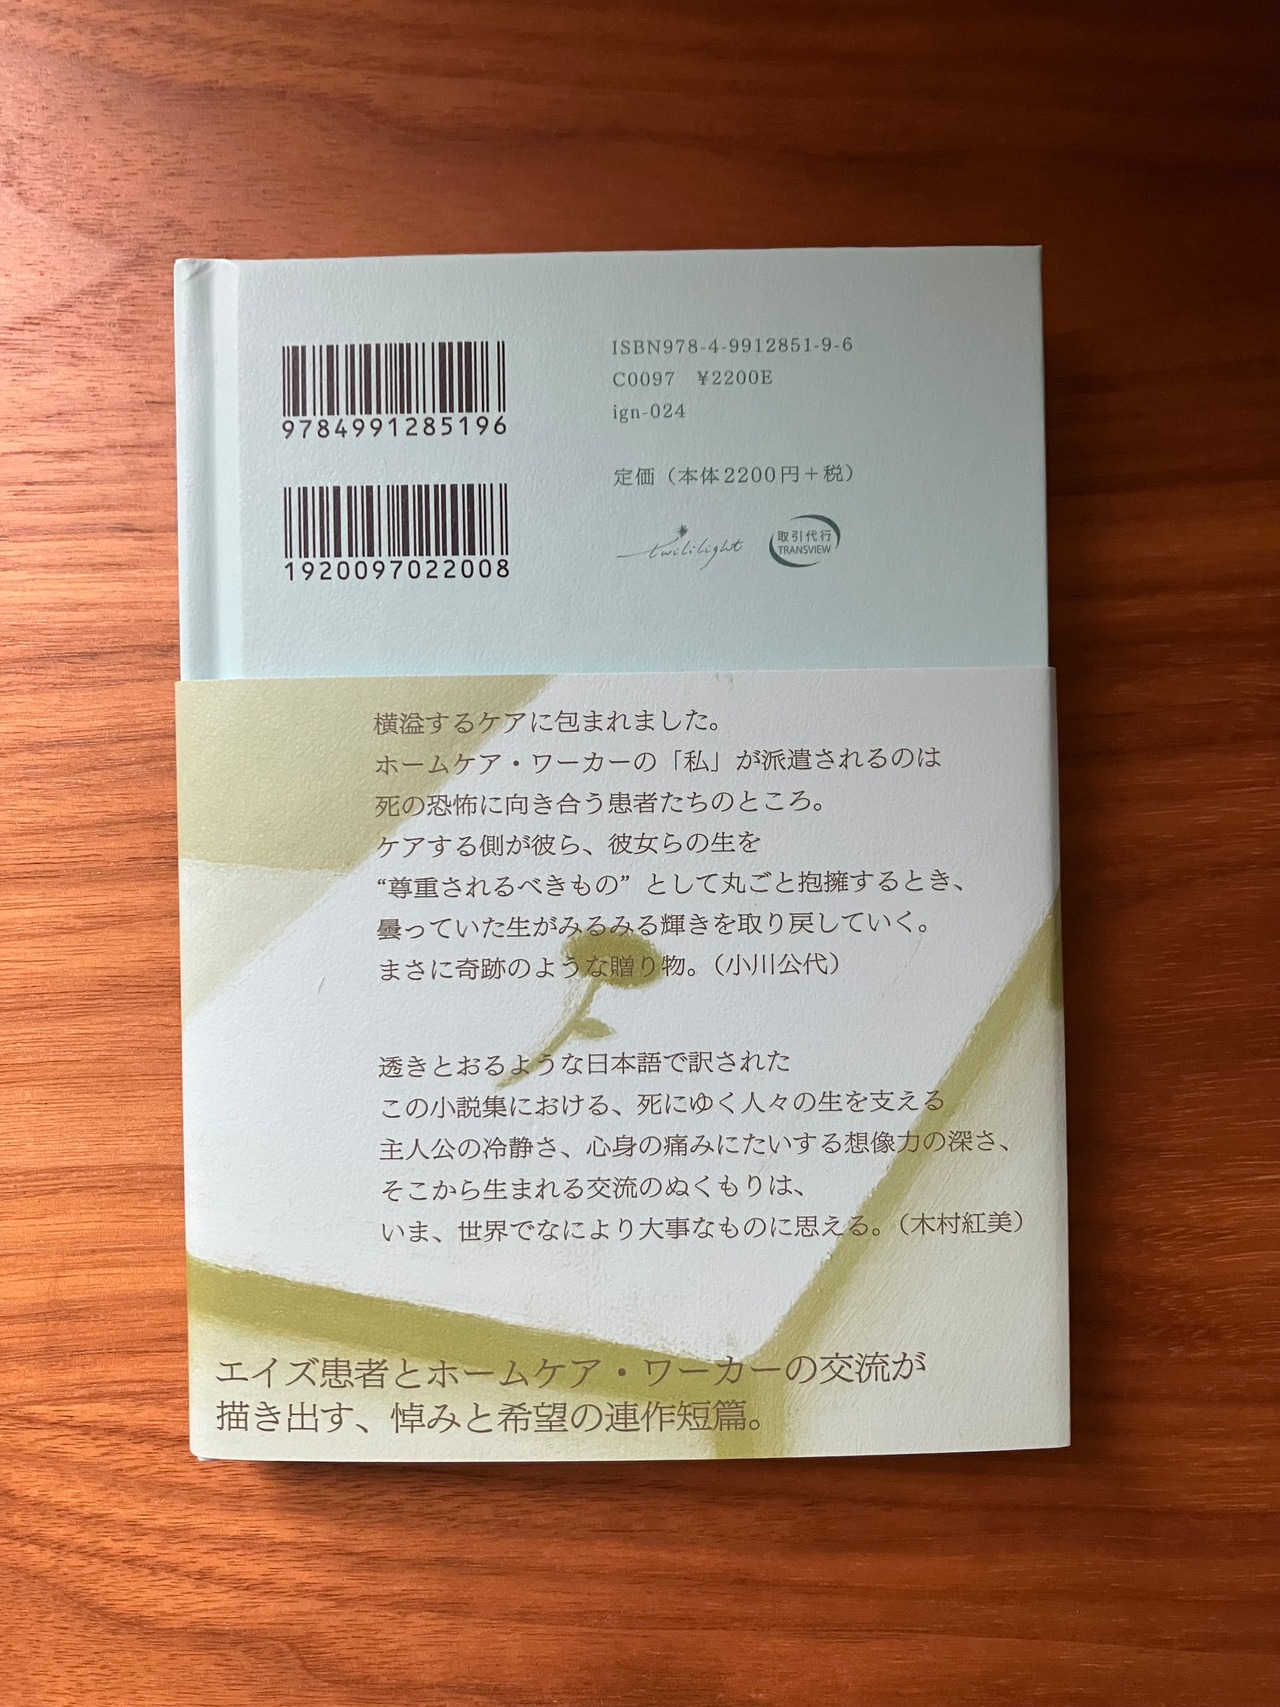 9784991285196
1920097022008
ISBN978-4-9912851-9-6
C0097 ¥2200E
ign-024
定価（本体2200円＋税）
twililight
取引代行
TRANSVIEW
横溢するケアに包まれました。
ホームケア・ワーカーの「私」が派遣されるのは
死の恐怖に向き合う患者たちのところ。
ケアする側が彼ら、彼女らの生を
“尊重されるべきもの” として丸ごと抱擁するとき、
曇っていた生がみるみる輝きを取り戻していく。
まさに奇跡のような贈り物。（小川公代）
透きとおるような日本語で訳された
この小説集における、死にゆく人々の生を支える
主人公の冷静さ、心身の痛みにたいする想像力の深さ、
そこから生まれる交流のぬくもりは、
いま、世界でなにより大事なものに思える。（木村紅美）
エイズ患者とホームケア・ワーカーの交流が
描き出す、悼みと希望の連作短篇。